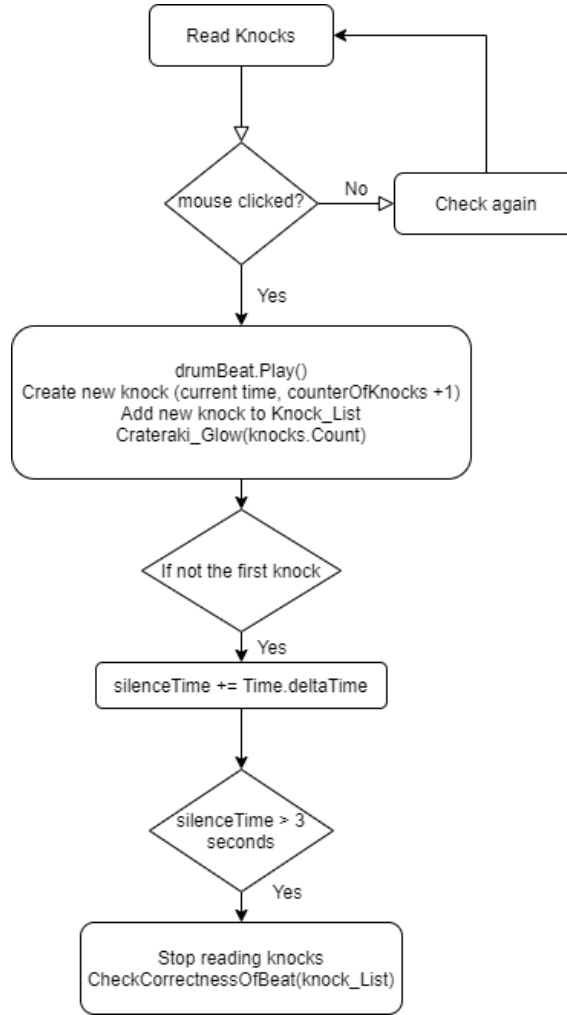 Read Knocks
mouse clicked?
No
Check again
Yes
drumBeat.Play()
Create new knock (current time, counterOfKnocks +1)
Add new knock to Knock_List
Crateraki_Glow(knocks.Count)
If not the first knock
Yes
silenceTime += Time.deltaTime
silenceTime > 3
seconds
Yes
Stop reading knocks
CheckCorrectnessOfBeat(knock_List)